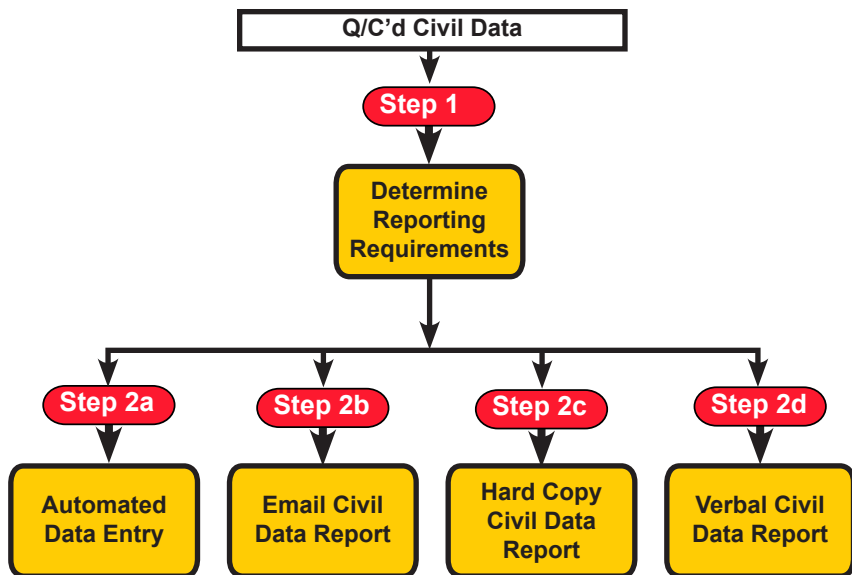 Q/C’d Civil Data
Step 1
Determine
Reporting
Requirements
Step 2a
Step 2b
Step 2c
Step 2d
Automated
Data Entry
Email Civil
Data Report
Hard Copy
Civil Data
Report
Verbal Civil
Data Report